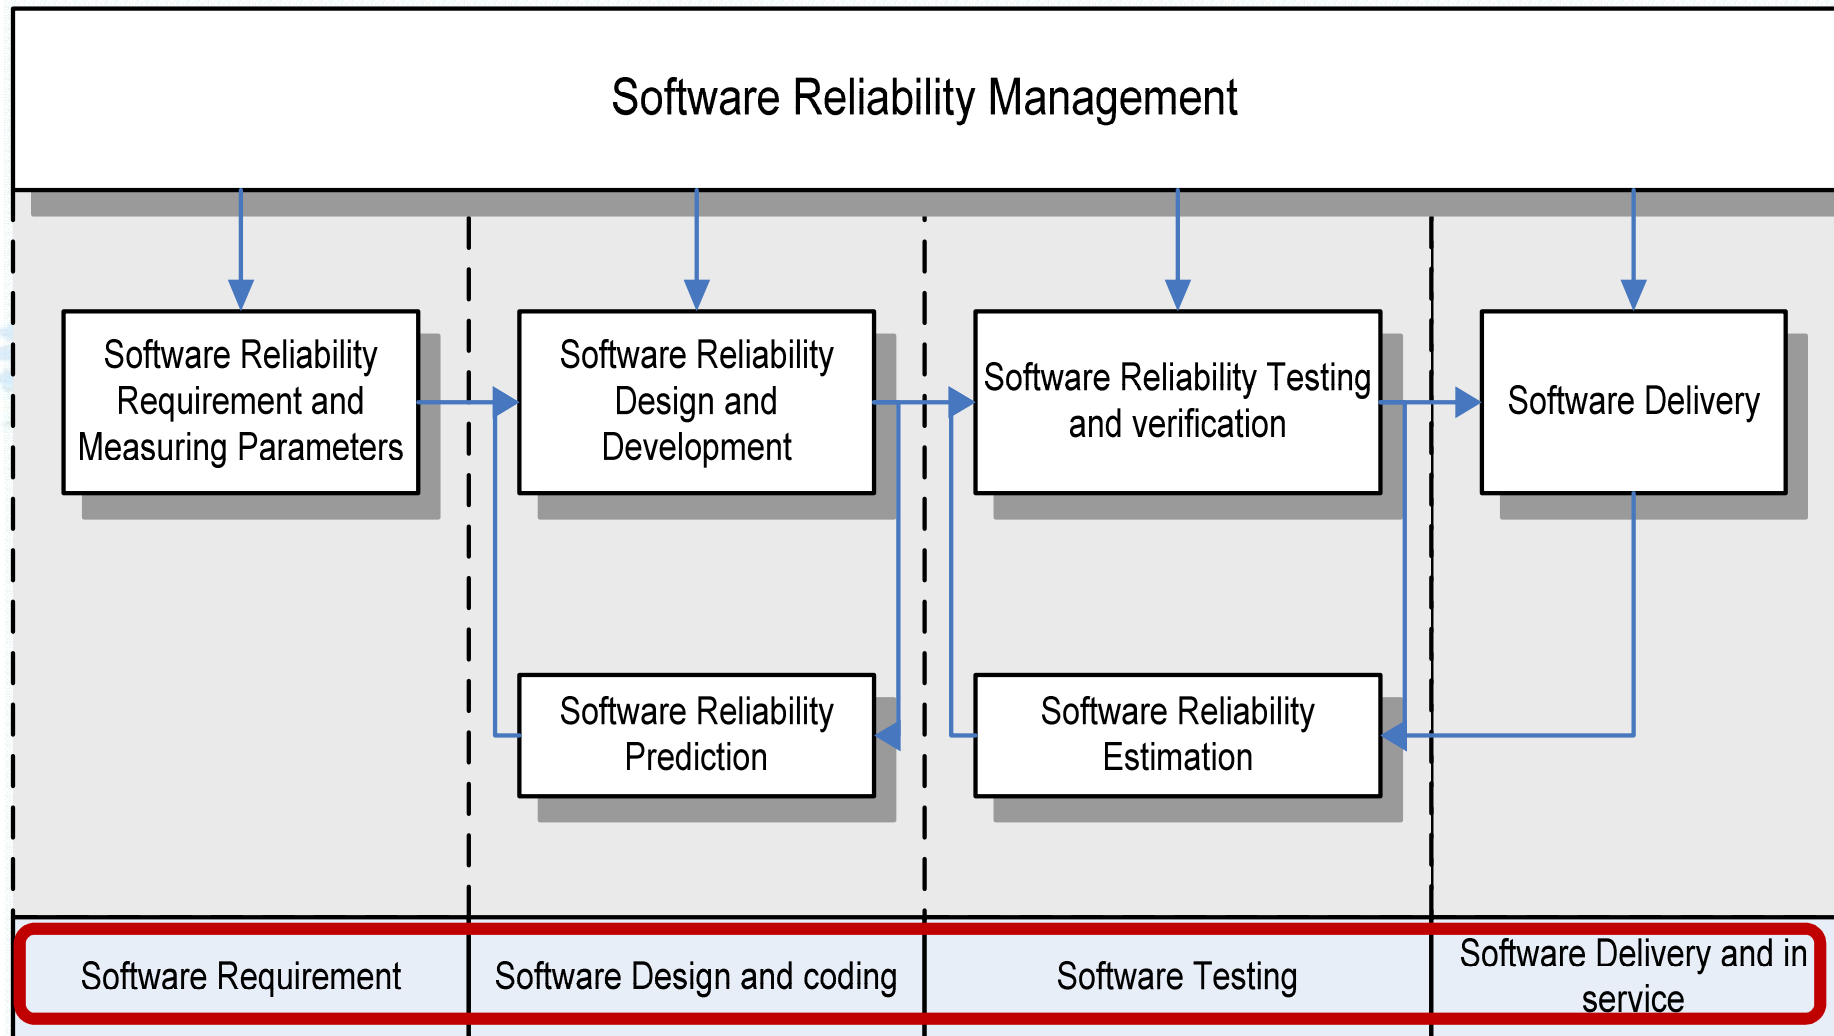 Software Reliability Management
Software Reliability
Requirement and
Measuring Parameters
Software Reliability
Design and
Development
Software Reliability Testing
and verification
Software Delivery
Software Reliability
Prediction
Software Reliability
Estimation
Software Requirement
Software Design and coding
Software Testing
Software Delivery and in
service